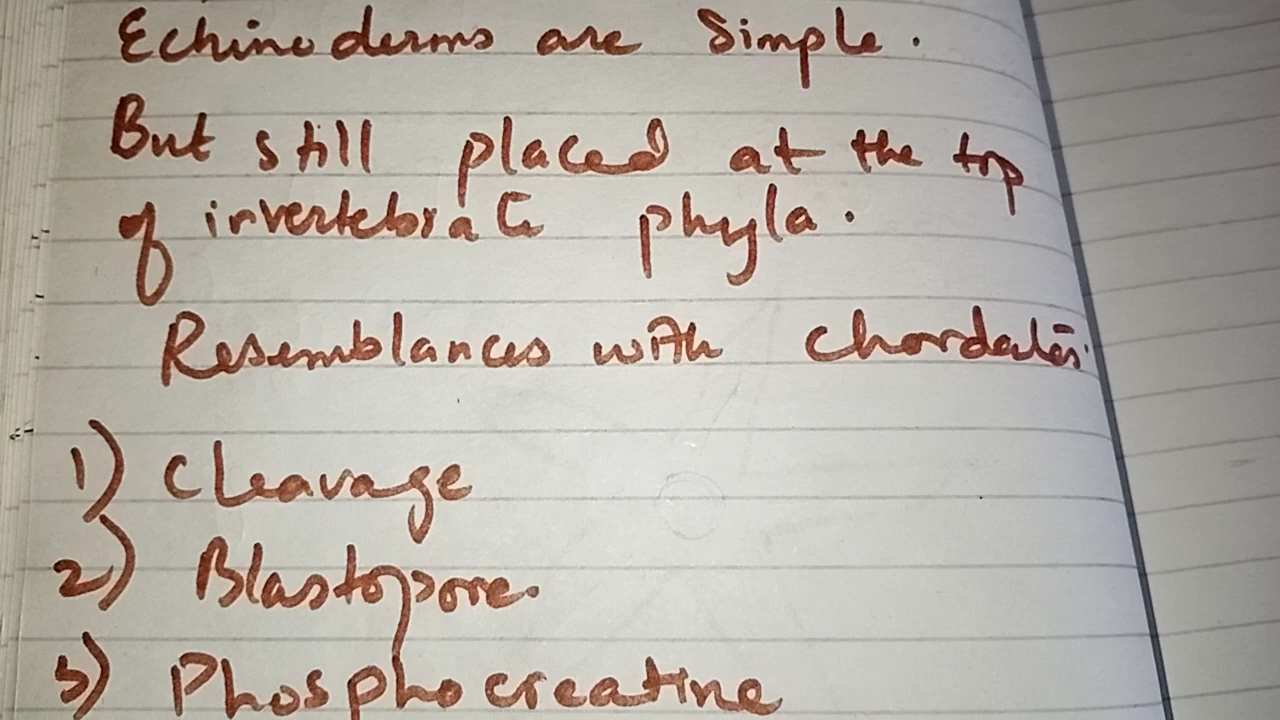 Echinoderms are Simple.
But still placed at the top
of invertebrate phyla.
Resemblances with chordates.
1) Cleavage
2) Blastopore.
3) Phosphocreatine